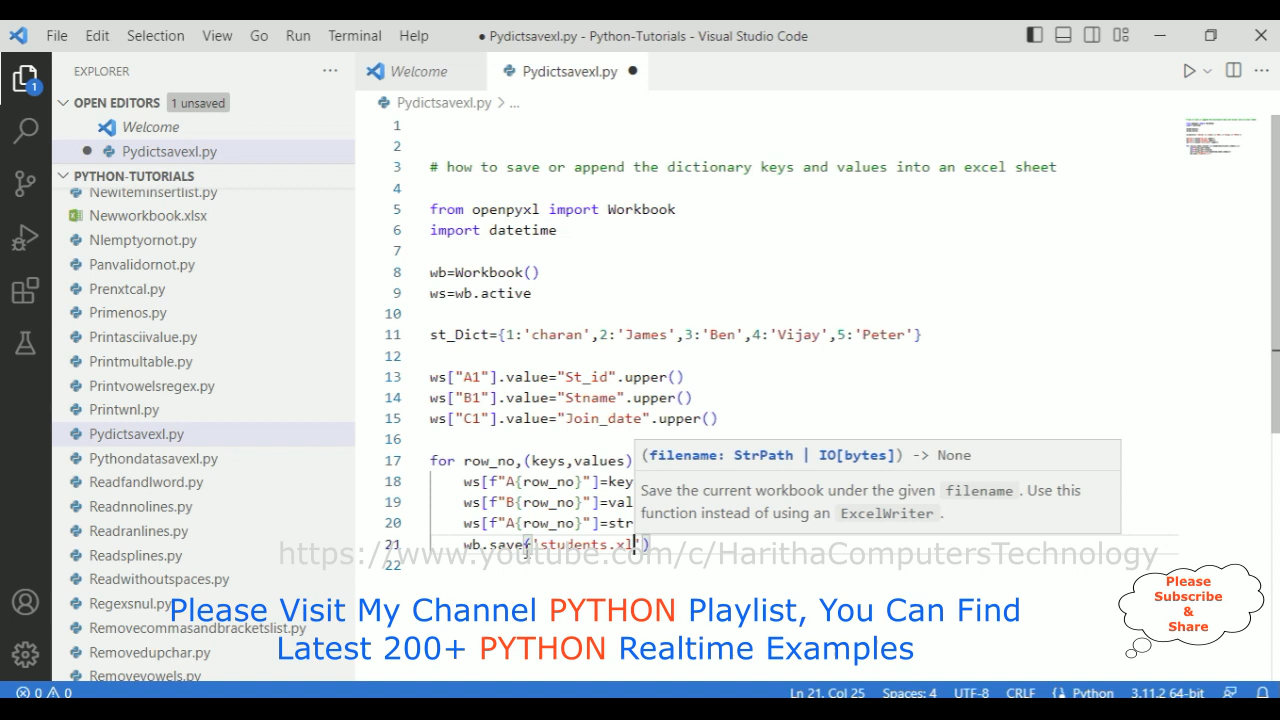 File Edit Selection View Go Run Terminal Help
● Pydictsavexl.py - Python-Tutorials - Visual Studio Code
EXPLORER
Welcome
Pydictsavexl.py
OPEN EDITORS 1 unsaved
Pydictsavexl.py > ...
1
Welcome
Pydictsavexl.py
PYTHON-TUTORIALS
Newiteminsertlist.py
Newworkbook.xlsx
Nlemptyornot.py
Panvalidornot.py
Prenxtcal.py
Primenos.py
Printasciivalue.py
Printmultable.py
Printvowelsregex.py
Printwnl.py
Pydictsavexl.py
Pythondatasavexl.py
Readfandlword.py
Readnnolines.py
Readranlines.py
Readsplines.py
Readwithoutspaces.py
Regexsnul.py
Removecommasandbracketslist.py
Removedupchar.py
Removevowels.py
1
2
3 # how to save or append the dictionary keys and values into an excel sheet
4
5 from openpyxl import Workbook
6 import datetime
7
8 wb=Workbook()
9 ws=wb.active
10
11 st_Dict={1:'charan',2:'James',3:'Ben',4:'Vijay',5:'Peter'}
12
13 ws["A1"].value="St_id".upper()
14 ws["B1"].value="Stname".upper()
15 ws["C1"].value="Join_date".upper()
16
17 for row_no,(keys,values)
18 ws[f"A{row_no}"]=key
19 ws[f"B{row_no}"]=val
20 ws[f"A{row_no}"]=str
21 wb.save('students.xl')
22
(filename: StrPath | IO[bytes]) -> None
Save the current workbook under the given filename. Use this
function instead of using an ExcelWriter.
https://www.youtube.com/c/HarithaComputersTechnology
Please Visit My Channel PYTHON Playlist, You Can Find
Latest 200+ PYTHON Realtime Examples
Please
Subscribe
&
Share
0 0 Ln 21, Col 25 Spaces: 4 UTF-8 CRLF Python 3.11.2 64-bit